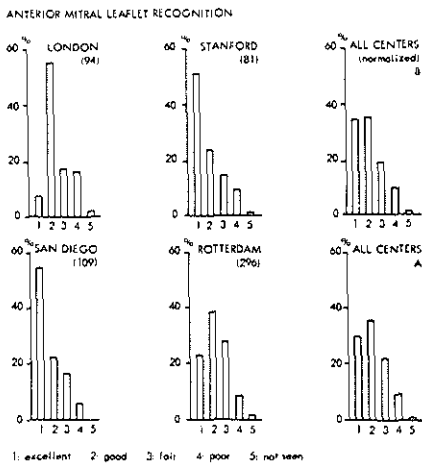 ANTERIOR MITRAL LEAFLET RECOGNITION
% LONDON
(94)
60
40
20
0
1 2 3 4 5
% STANFORD
(81)
60
40
20
0
1 2 3 4 5
% ALL CENTERS
(normalized)
B
60
40
20
0
1 2 3 4 5
% SAN DIEGO
(109)
60
40
20
0
1 2 3 4 5
% ROTTERDAM
(296)
60
40
20
0
1 2 3 4 5
% ALL CENTERS
A
60
40
20
0
1 2 3 4 5
1: excellent 2: good 3: fair 4: poor 5: not seen